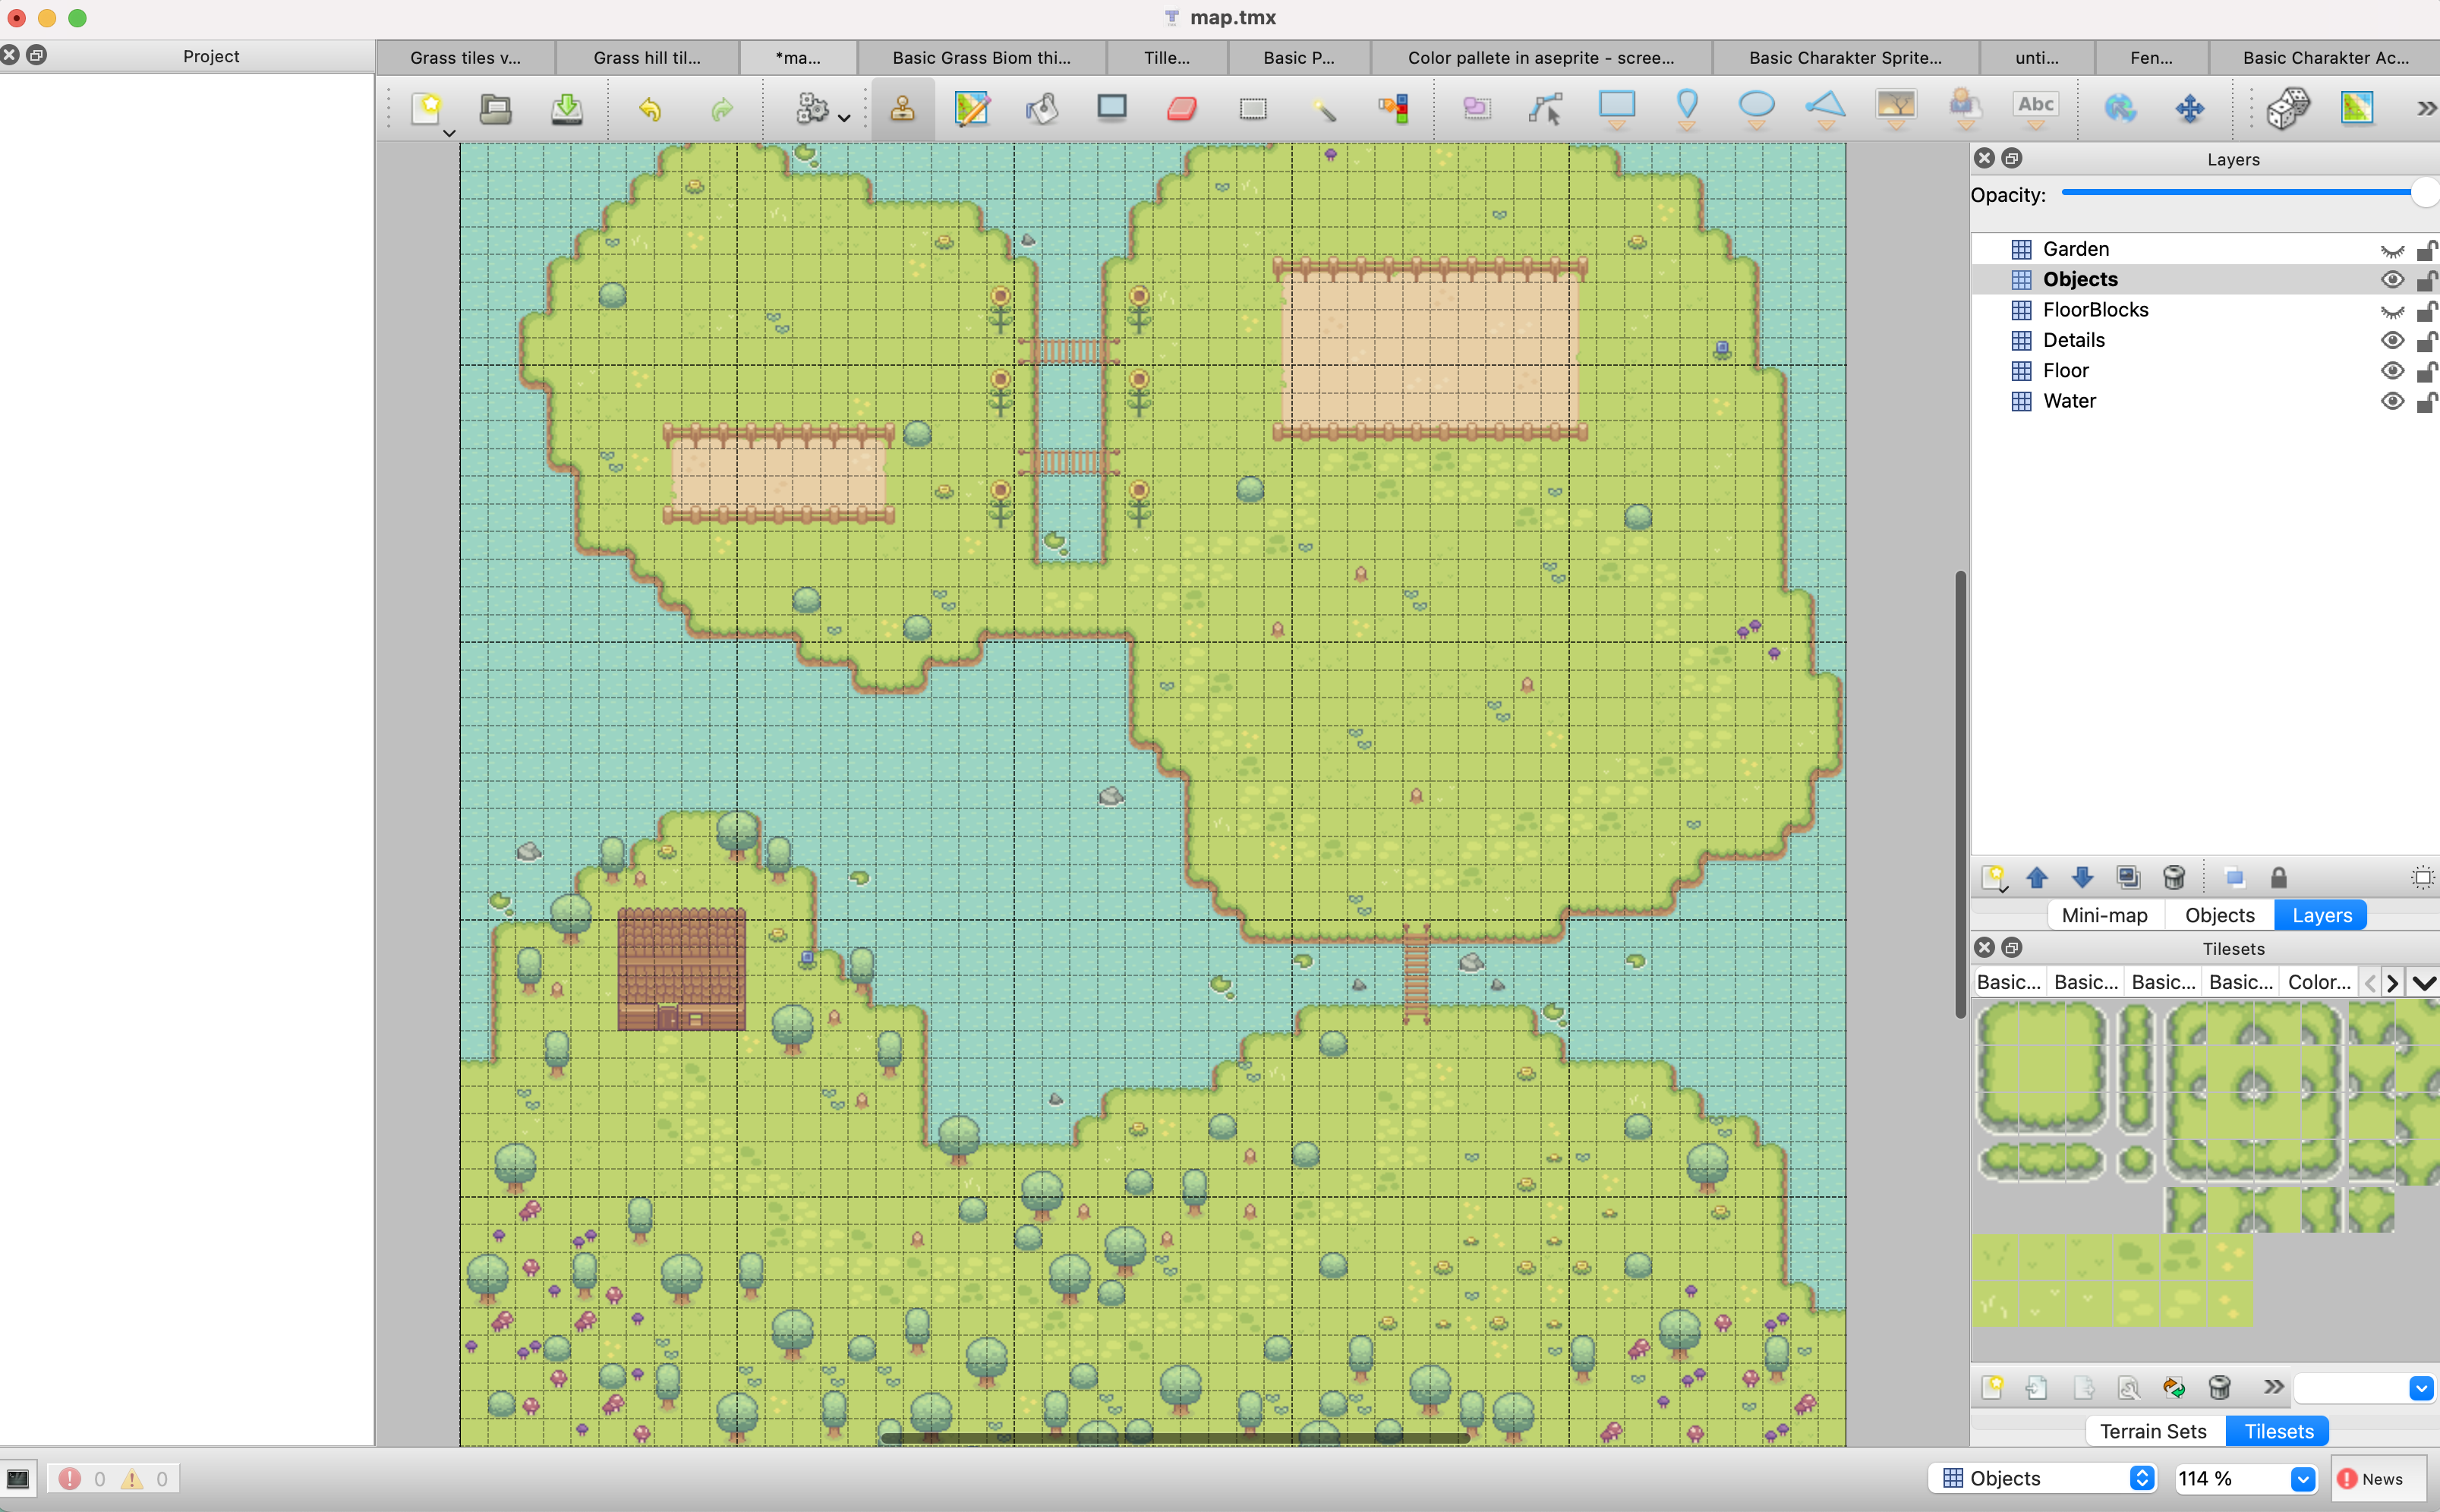 map.tmx
Project
Grass tiles v...
Grass hill til...
*ma...
Basic Grass Biom thi...
Tille...
Basic P...
Color pallete in aseprite - scree...
Basic Charakter Sprite...
unti...
Fen...
Basic Charakter Ac...
Abc
Layers
Opacity:
Garden
Objects
FloorBlocks
Details
Floor
Water
Mini-map
Objects
Layers
Tilesets
Basic...
Basic...
Basic...
Basic...
Color...
Terrain Sets
Tilesets
0
0
Objects
114 %
News